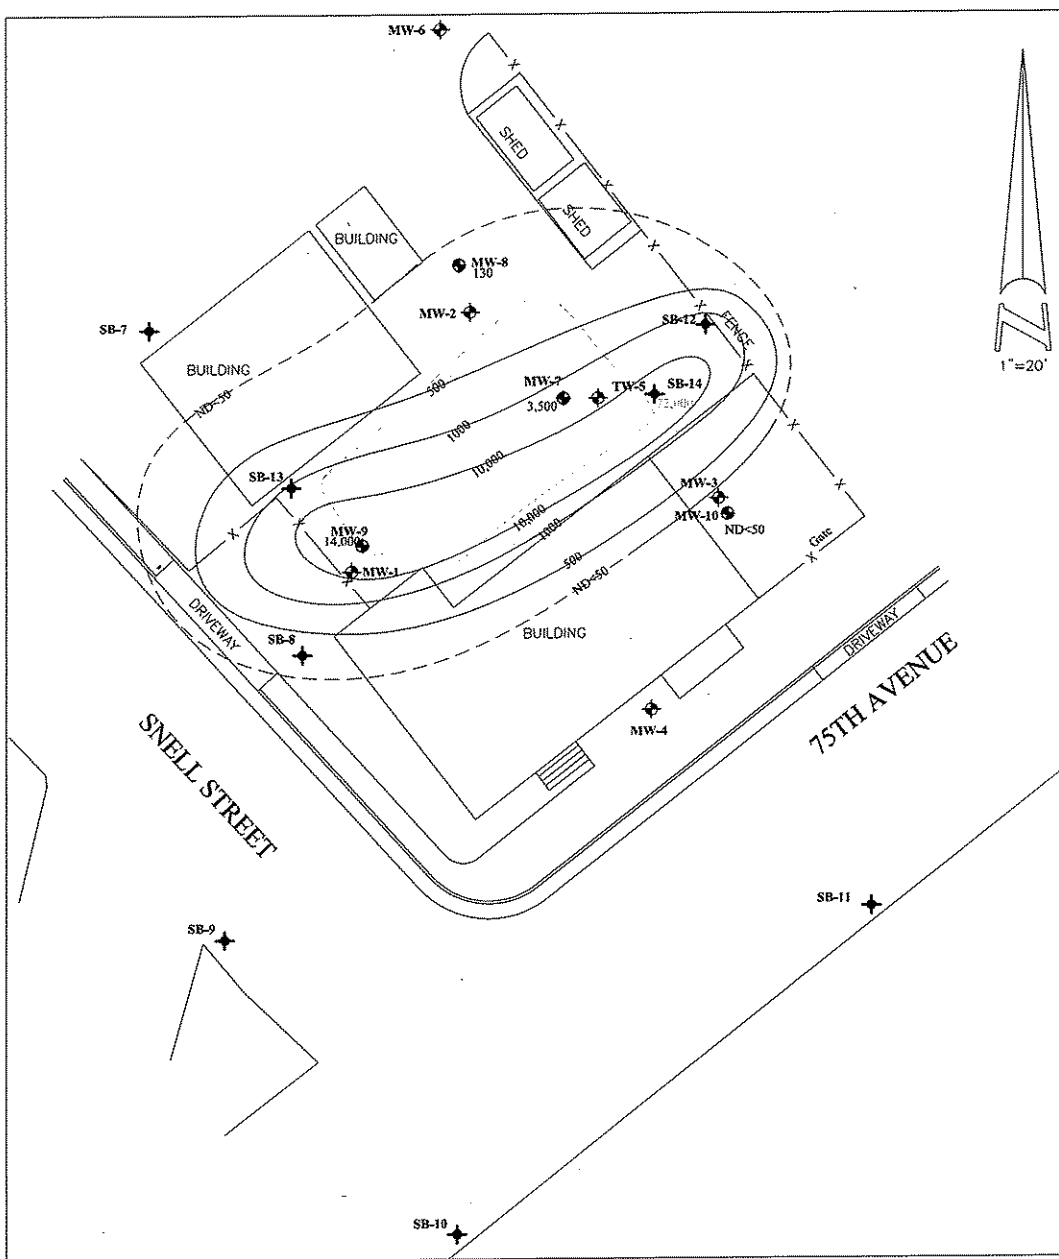 MW-6
SHED
SHED
BUILDING
MW-8
130
MW-2
SB-7
BUILDING
ND<50
500
1000
10,000
SB-12
FENCE
MW-7
3,500
TW-5
SB-14
SB-13
MW-9
14,000
MW-1
10,000
1000
500
ND<50
MW-3
MW-10
ND<50
Gate
BUILDING
DRIVEWAY
DRIVEWAY
SB-8
MW-4
SNELL STREET
75TH AVENUE
SB-11
SB-9
SB-10
N
1"=20'
X
X
X
X
X
X
X
X
X
X
X
X